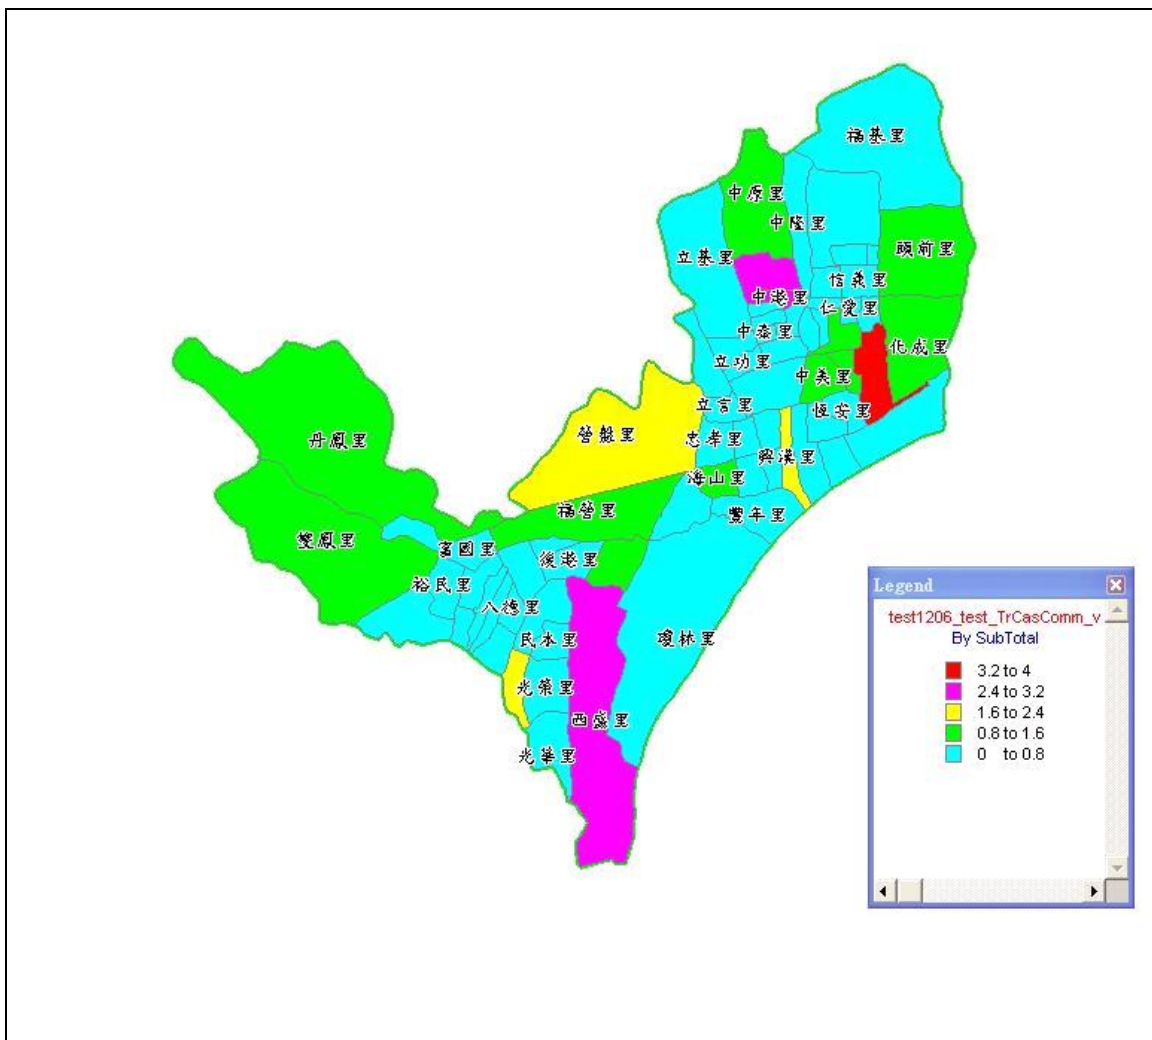 福基里
中原里
中隆里
頭前里
立基里
信義里
中港里
仁愛里
中泰里
化成里
立功里
中美里
立言里
恆安里
營盤里
忠孝里
丹鳳里
興漢里
海山里
福營里
豐年里
雙鳳里
富國里
後港里
裕民里
八德里
民本里
瓊林里
光榮里
西盛里
光華里
Legend
test1206_test_TrCasComm_v
By SubTotal
3.2 to 4
2.4 to 3.2
1.6 to 2.4
0.8 to 1.6
0 to 0.8